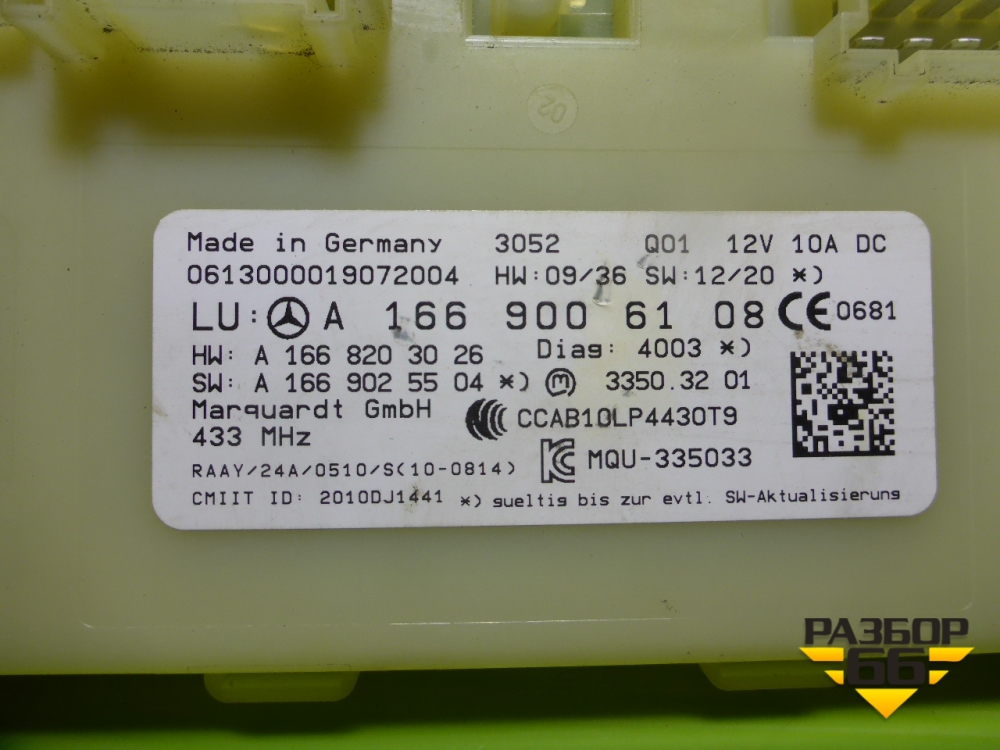 02
Made in Germany 3052 Q01 12V 10A DC
0613000019072004 HW:09/36 SW:12/20 *)
LU: A 166 900 61 08 CE 0681
HW: A 166 820 30 26 Diag: 4003 *)
SW: A 166 902 55 04 *) m 3350.32 01
Marquardt GmbH CCAB10LP4430T9
433 MHz
KC MQU-335033
RAAY/24A/0510/S(10-0814)
CMIIT ID: 2010DJ1441 *) gueltig bis zur evtl. SW-Aktualisierung
РАЗБОР
66